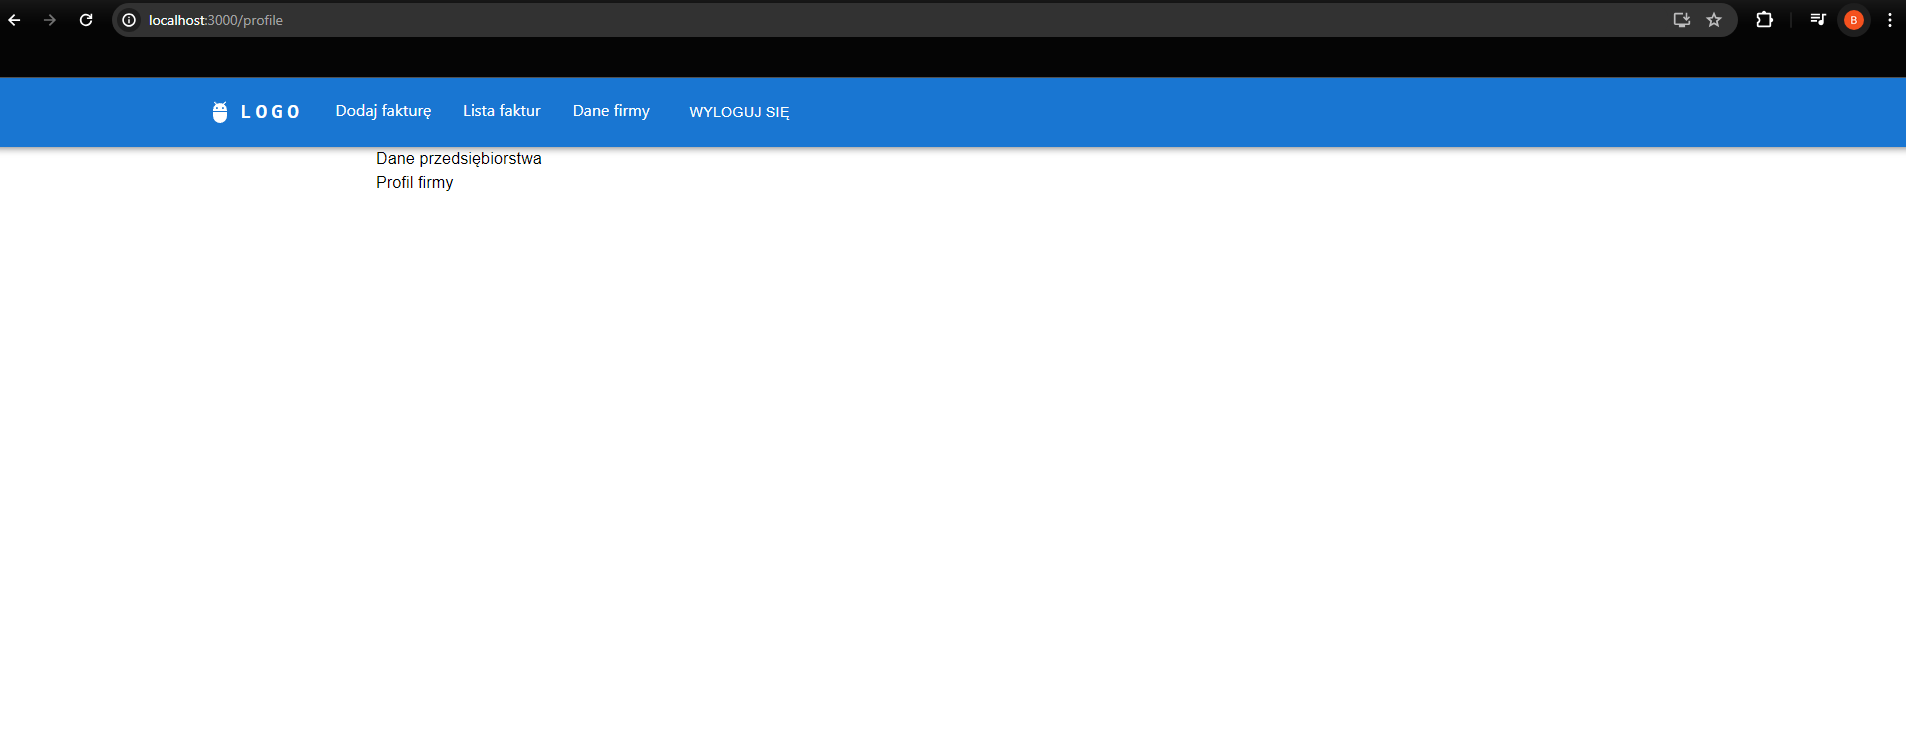 localhost:3000/profile
B
LOGO Dodaj fakturę Lista faktur Dane firmy WYLOGUJ SIĘ
Dane przedsiębiorstwa
Profil firmy